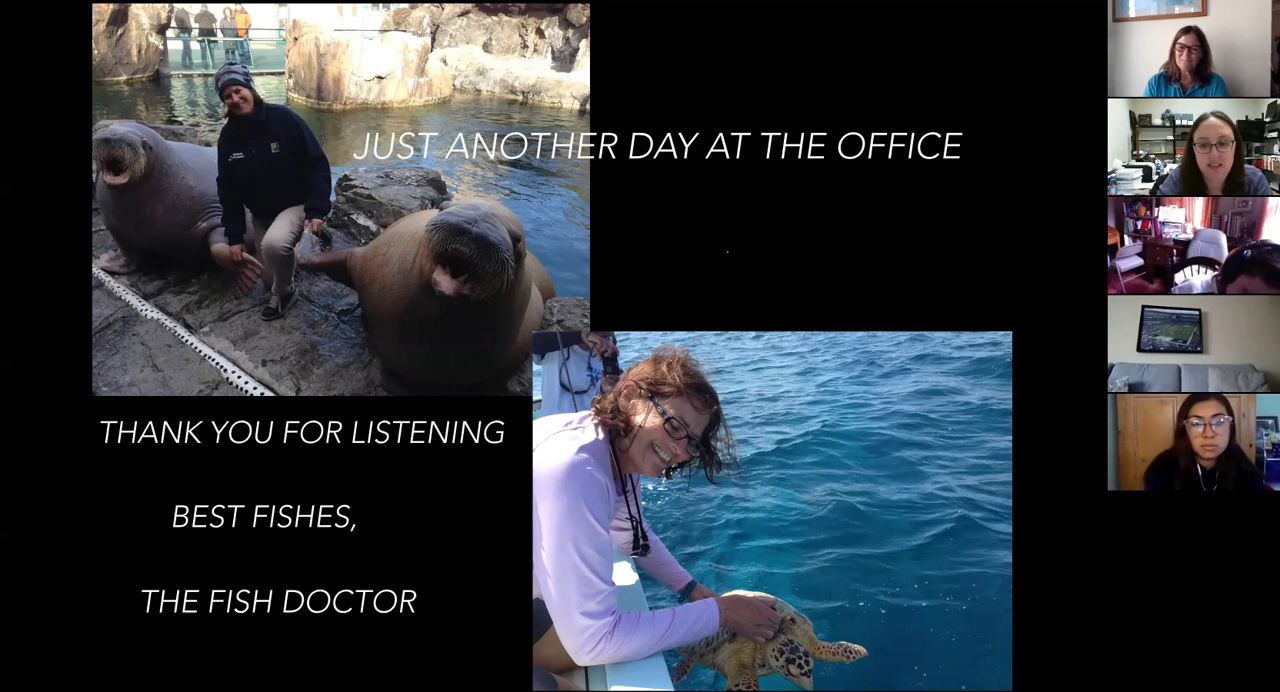 JUST ANOTHER DAY AT THE OFFICE
THANK YOU FOR LISTENING
BEST FISHES,
THE FISH DOCTOR